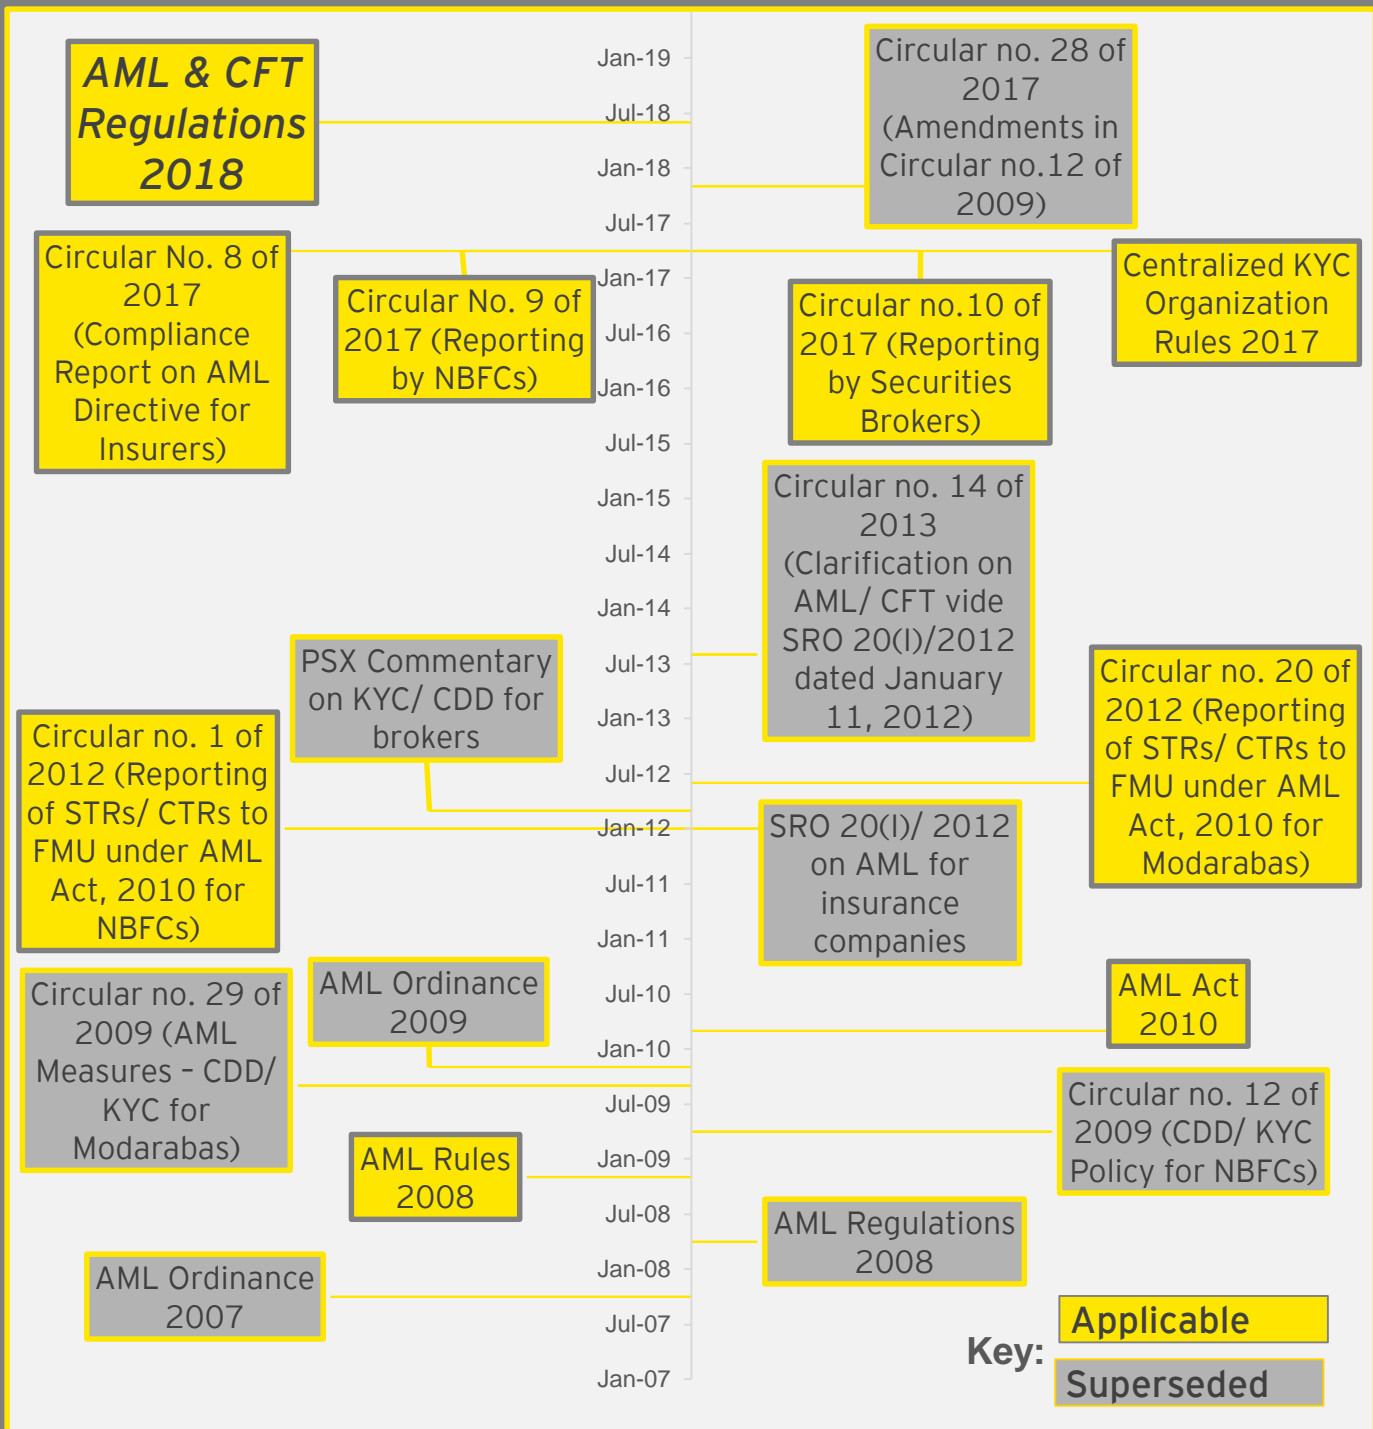 AML & CFT
Regulations
2018
Circular no. 28 of
2017
(Amendments in
Circular no.12 of
2009)
Circular No. 8 of
2017
(Compliance
Report on AML
Directive for
Insurers)
Circular No. 9 of
2017 (Reporting
by NBFCs)
Circular no.10 of
2017 (Reporting
by Securities
Brokers)
Centralized KYC
Organization
Rules 2017
Circular no. 14 of
2013
(Clarification on
AML/ CFT vide
SRO 20(I)/2012
dated January
11, 2012)
PSX Commentary
on KYC/ CDD for
brokers
Circular no. 20 of
2012 (Reporting
of STRs/ CTRs to
FMU under AML
Act, 2010 for
Modarabas)
Circular no. 1 of
2012 (Reporting
of STRs/ CTRs to
FMU under AML
Act, 2010 for
NBFCs)
SRO 20(I)/ 2012
on AML for
insurance
companies
Circular no. 29 of
2009 (AML
Measures – CDD/
KYC for
Modarabas)
AML Ordinance
2009
AML Act
2010
Circular no. 12 of
2009 (CDD/ KYC
Policy for NBFCs)
AML Rules
2008
AML Regulations
2008
AML Ordinance
2007
Jan-19
Jul-18
Jan-18
Jul-17
Jan-17
Jul-16
Jan-16
Jul-15
Jan-15
Jul-14
Jan-14
Jul-13
Jan-13
Jul-12
Jan-12
Jul-11
Jan-11
Jul-10
Jan-10
Jul-09
Jan-09
Jul-08
Jan-08
Jul-07
Jan-07
Key:
Applicable
Superseded